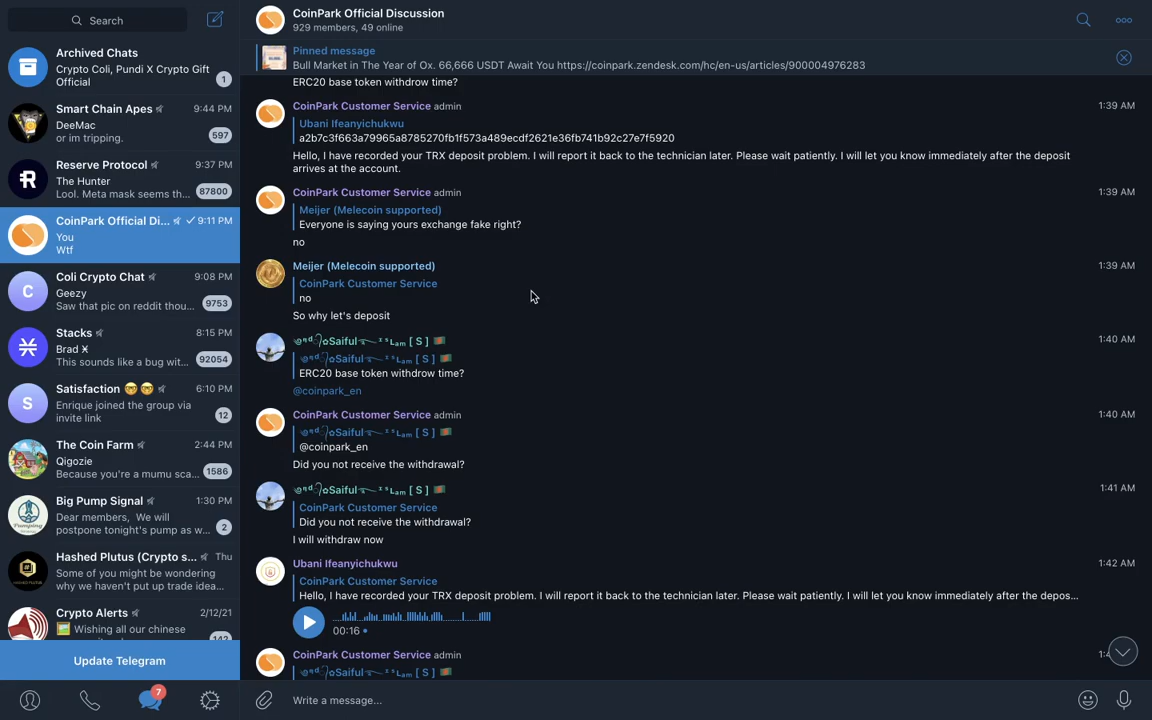 Search
Archived Chats
Crypto Coli, Pundi X Crypto Gift
Official
1
Smart Chain Apes
9:44 PM
DeeMac
or im tripping.
597
Reserve Protocol
9:37 PM
The Hunter
Lool. Meta mask seems th...
87800
CoinPark Official Di...
9:11 PM
You
Wtf
Coli Crypto Chat
9:08 PM
Geezy
Saw that pic on reddit thou...
9753
Stacks
8:15 PM
Brad
This sounds like a bug wit...
92054
Satisfaction 🤓🤓
6:10 PM
Enrique joined the group via
invite link
12
The Coin Farm
2:44 PM
Qigozie
Because you're a mumu sca...
1586
Big Pump Signal
1:30 PM
Dear members, We will
postpone tonight's pump as w...
2
Hashed Plutus (Crypto s...
Thu
Some of you might be wondering
why we haven't put up trade idea...
Crypto Alerts
2/12/21
🖼️ Wishing all our chinese
142
Update Telegram
7
CoinPark Official Discussion
929 members, 49 online
Pinned message
Bull Market in The Year of Ox. 66,666 USDT Await You https://coinpark.zendesk.com/hc/en-us/articles/900004976283
ERC20 base token withdrow time?
CoinPark Customer Service admin
1:39 AM
Ubani Ifeanyichukwu
a2b7c3f663a79965a8785270fb1f573a489ecdf2621e36fb741b92c27e7f5920
Hello, I have recorded your TRX deposit problem. I will report it back to the technician later. Please wait patiently. I will let you know immediately after the deposit
arrives at the account.
CoinPark Customer Service admin
1:39 AM
Meijer (Melecoin supported)
Everyone is saying yours exchange fake right?
no
Meijer (Melecoin supported)
1:39 AM
CoinPark Customer Service
no
So why let's deposit
Saiful [ S ] 🇧🇩
1:40 AM
Saiful [ S ] 🇧🇩
ERC20 base token withdrow time?
@coinpark_en
CoinPark Customer Service admin
1:40 AM
Saiful [ S ] 🇧🇩
@coinpark_en
Did you not receive the withdrawal?
Saiful [ S ] 🇧🇩
1:41 AM
CoinPark Customer Service
Did you not receive the withdrawal?
I will withdraw now
Ubani Ifeanyichukwu
1:42 AM
CoinPark Customer Service
Hello, I have recorded your TRX deposit problem. I will report it back to the technician later. Please wait patiently. I will let you know immediately after the depos...
00:16
CoinPark Customer Service admin
Saiful [ S ] 🇧🇩
Write a message...